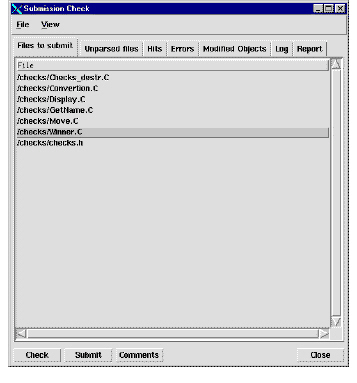 Submission Check
File View
Files to submit Unparsed files Hits Errors Modified Objects Log Report
File
/checks/Checks_destr.C
/checks/Convertion.C
/checks/Display.C
/checks/GetName.C
/checks/Move.C
/checks/Winner.C
/checks/checks.h
Check Submit Comments Close